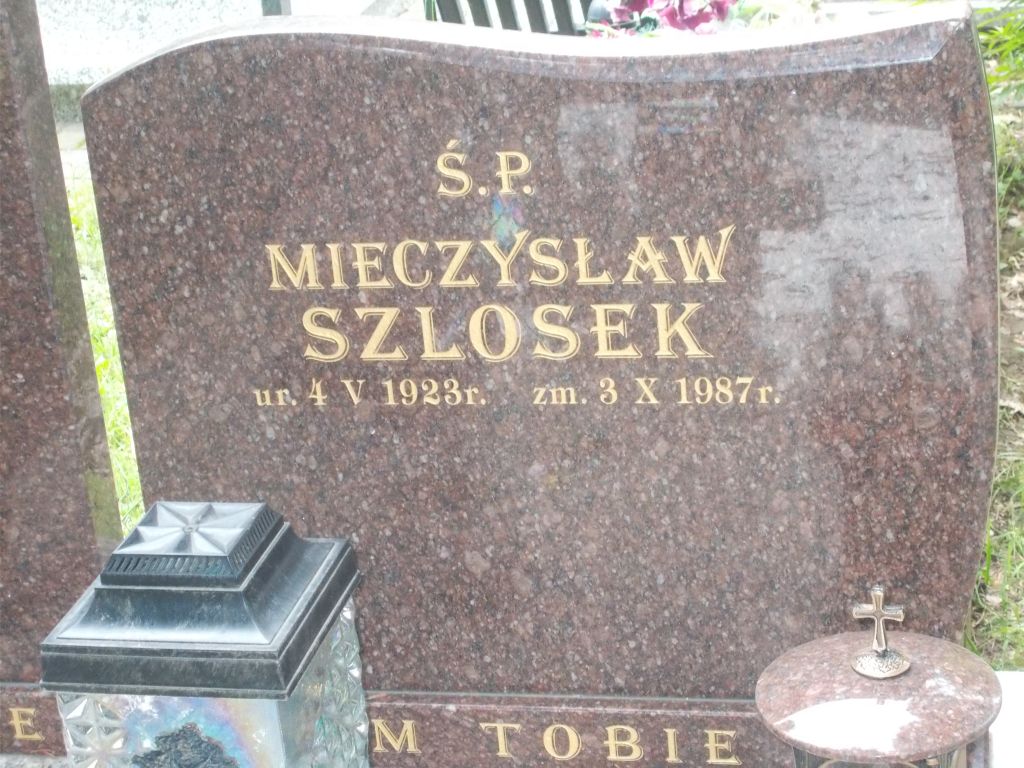 Ś.P.
MIECZYSŁAW
SZLOSEK
ur. 4 V 1923r. zm. 3 X 1987r.
TOBIE